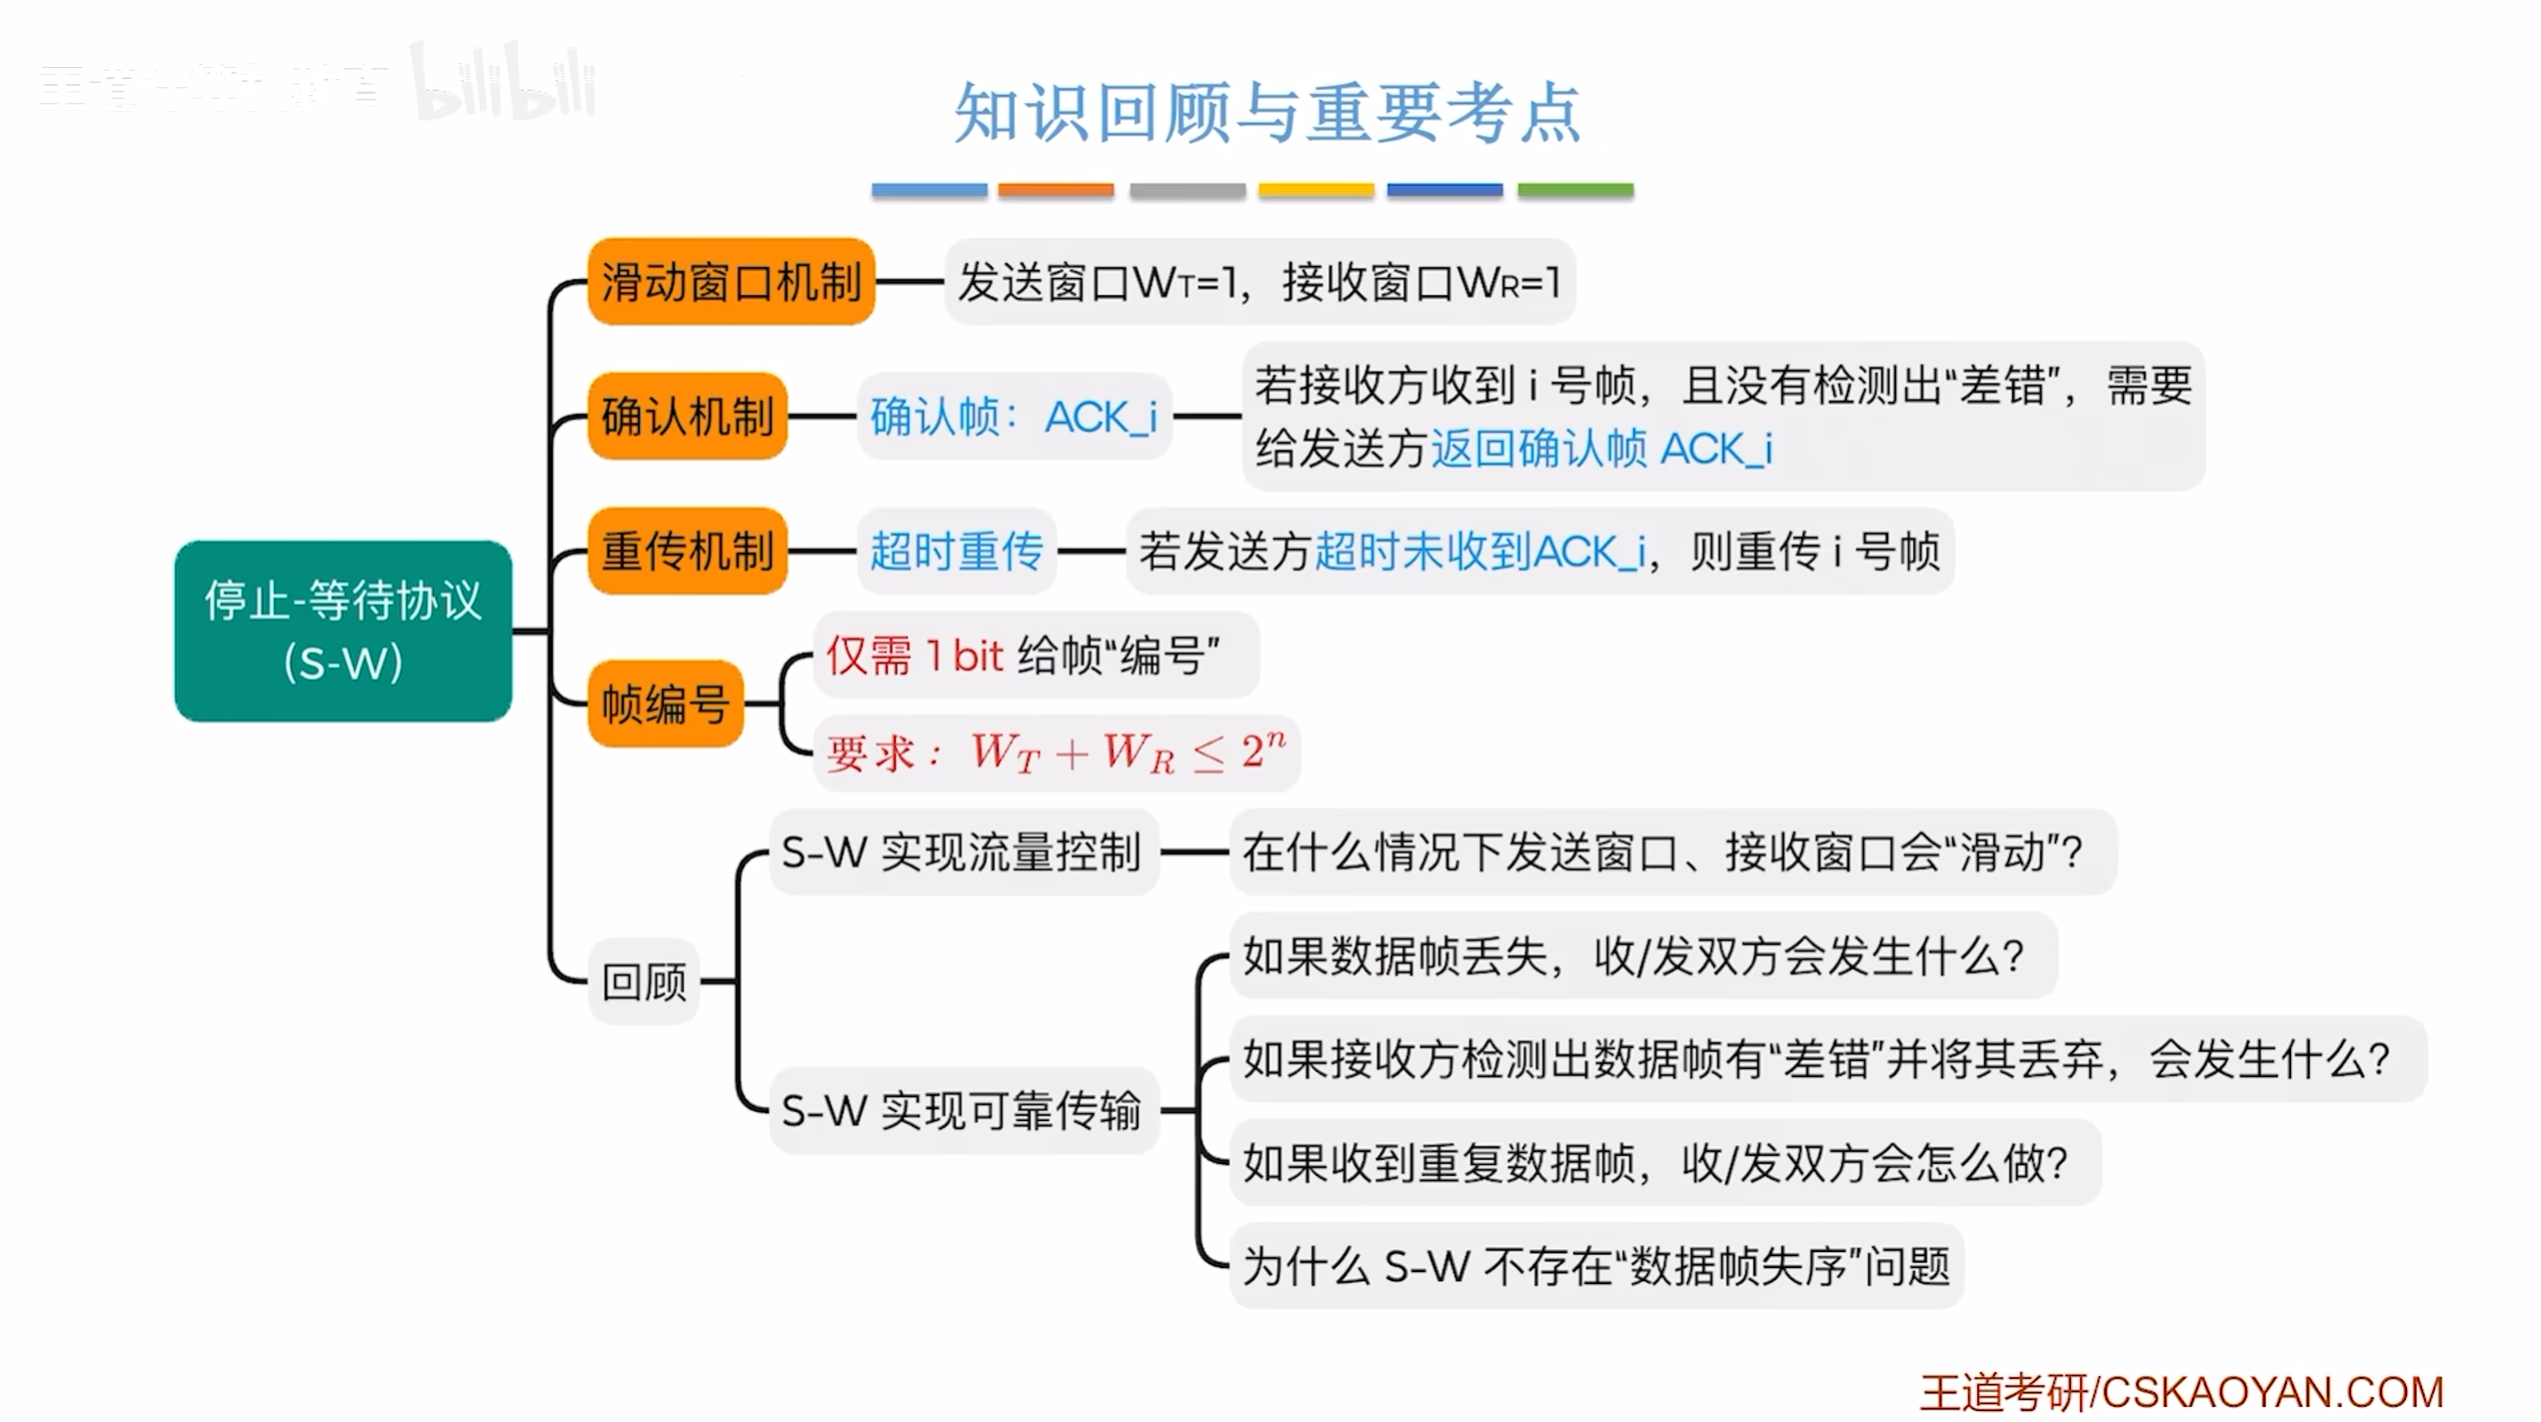 王道计算机教育 bilibili
知识回顾与重要考点
滑动窗口机制
发送窗口WT=1，接收窗口WR=1
确认机制
确认帧：ACK_i
若接收方收到 i 号帧，且没有检测出“差错”，需要
给发送方返回确认帧 ACK_i
重传机制
超时重传
若发送方超时未收到ACK_i，则重传 i 号帧
停止-等待协议
(S-W)
帧编号
仅需 1 bit 给帧“编号”
要求：W_T + W_R ≤ 2^n
回顾
S-W 实现流量控制
在什么情况下发送窗口、接收窗口会“滑动”？
S-W 实现可靠传输
如果数据帧丢失，收/发双方会发生什么？
如果接收方检测出数据帧有“差错”并将其丢弃，会发生什么？
如果收到重复数据帧，收/发双方会怎么做？
为什么 S-W 不存在“数据帧失序”问题
王道考研/CSKAOYAN.COM